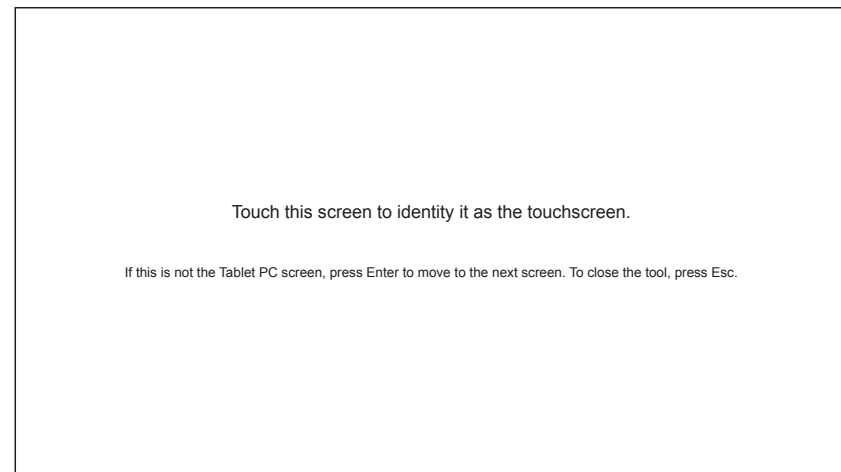 Touch this screen to identity it as the touchscreen.
If this is not the Tablet PC screen, press Enter to move to the next screen. To close the tool, press Esc.